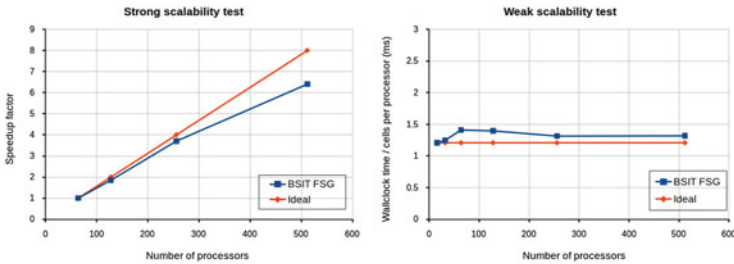 Strong scalability test
9
8
7
6
5
4
3
2
1
0
Speedup factor
0 100 200 300 400 500 600
Number of processors
BSIT FSG
Ideal
Weak scalability test
3
2.5
2
1.5
1
0.5
0
Wallclock time / cells per processor (ms)
0 100 200 300 400 500 600
Number of processors
BSIT FSG
Ideal